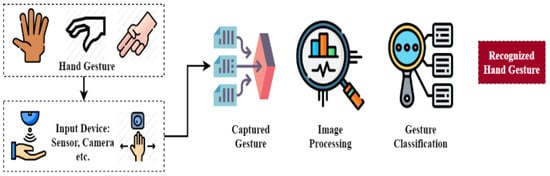 Hand Gesture
Input Device:
Sensor, Camera
etc.
Captured
Gesture
Image
Processing
Gesture
Classification
Recognized
Hand Gesture